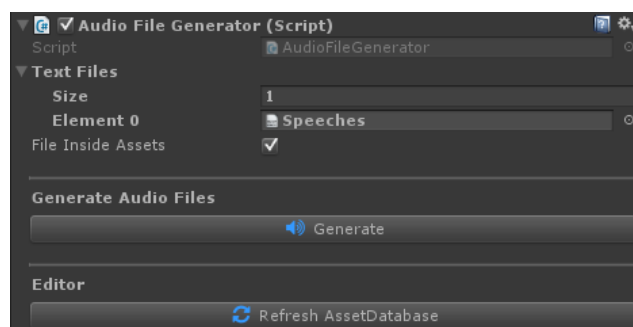 Audio File Generator (Script)
Script AudioFileGenerator
Text Files
Size 1
Element 0 Speeches
File Inside Assets
Generate Audio Files
Generate
Editor
Refresh AssetDatabase